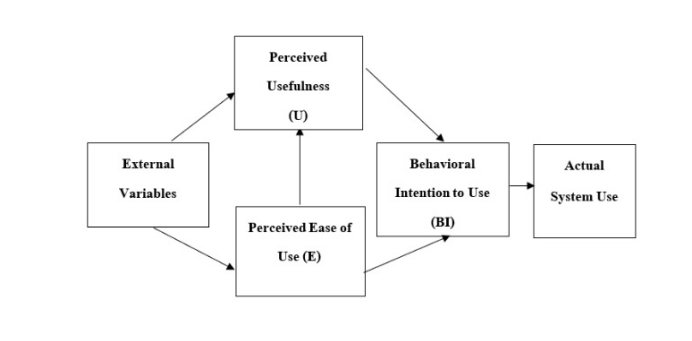 Perceived
Usefulness
(U)
External
Variables
Perceived Ease of
Use (E)
Behavioral
Intention to Use
(BI)
Actual
System Use